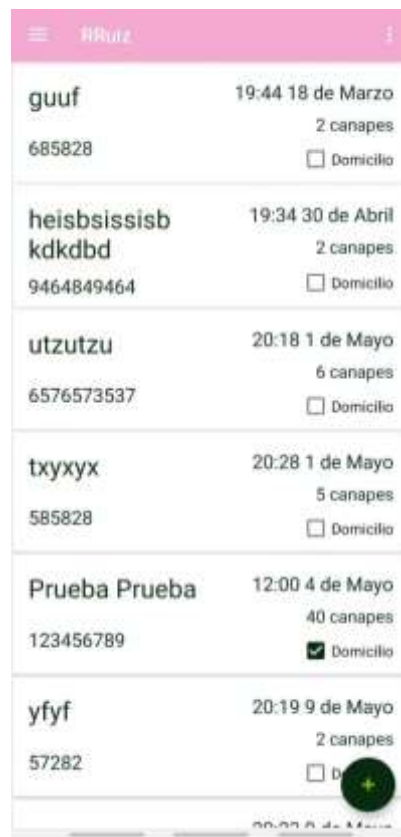 RRuiz
guuf
19:44 18 de Marzo
2 canapes
685828
Domicilio
heisbsissisb
kdkdbd
19:34 30 de Abril
2 canapes
9464849464
Domicilio
utzutzu
20:18 1 de Mayo
6 canapes
6576573537
Domicilio
txyxyx
20:28 1 de Mayo
5 canapes
585828
Domicilio
Prueba Prueba
12:00 4 de Mayo
40 canapes
123456789
Domicilio
yfyf
20:19 9 de Mayo
2 canapes
57282